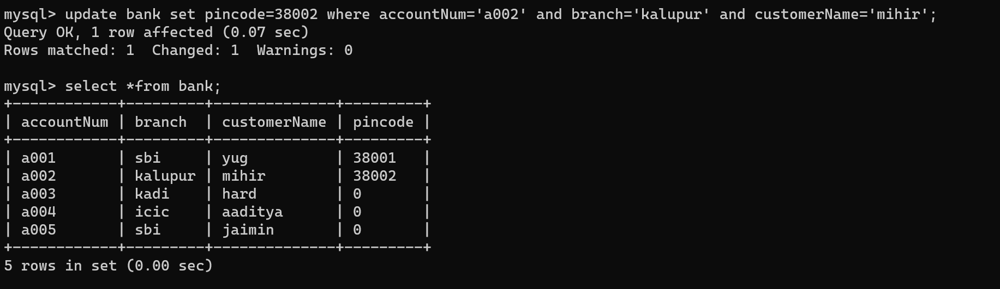 mysql> update bank set pincode=38002 where accountNum='a002' and branch='kalupur' and customerName='mihir';
Query OK, 1 row affected (0.07 sec)
Rows matched: 1  Changed: 1  Warnings: 0

mysql> select *from bank;
+------------+---------+--------------+---------+
| accountNum | branch  | customerName | pincode |
+------------+---------+--------------+---------+
| a001       | sbi     | yug          | 38001   |
| a002       | kalupur | mihir        | 38002   |
| a003       | kadi    | hard         | 0       |
| a004       | icic    | aaditya      | 0       |
| a005       | sbi     | jaimin       | 0       |
+------------+---------+--------------+---------+
5 rows in set (0.00 sec)